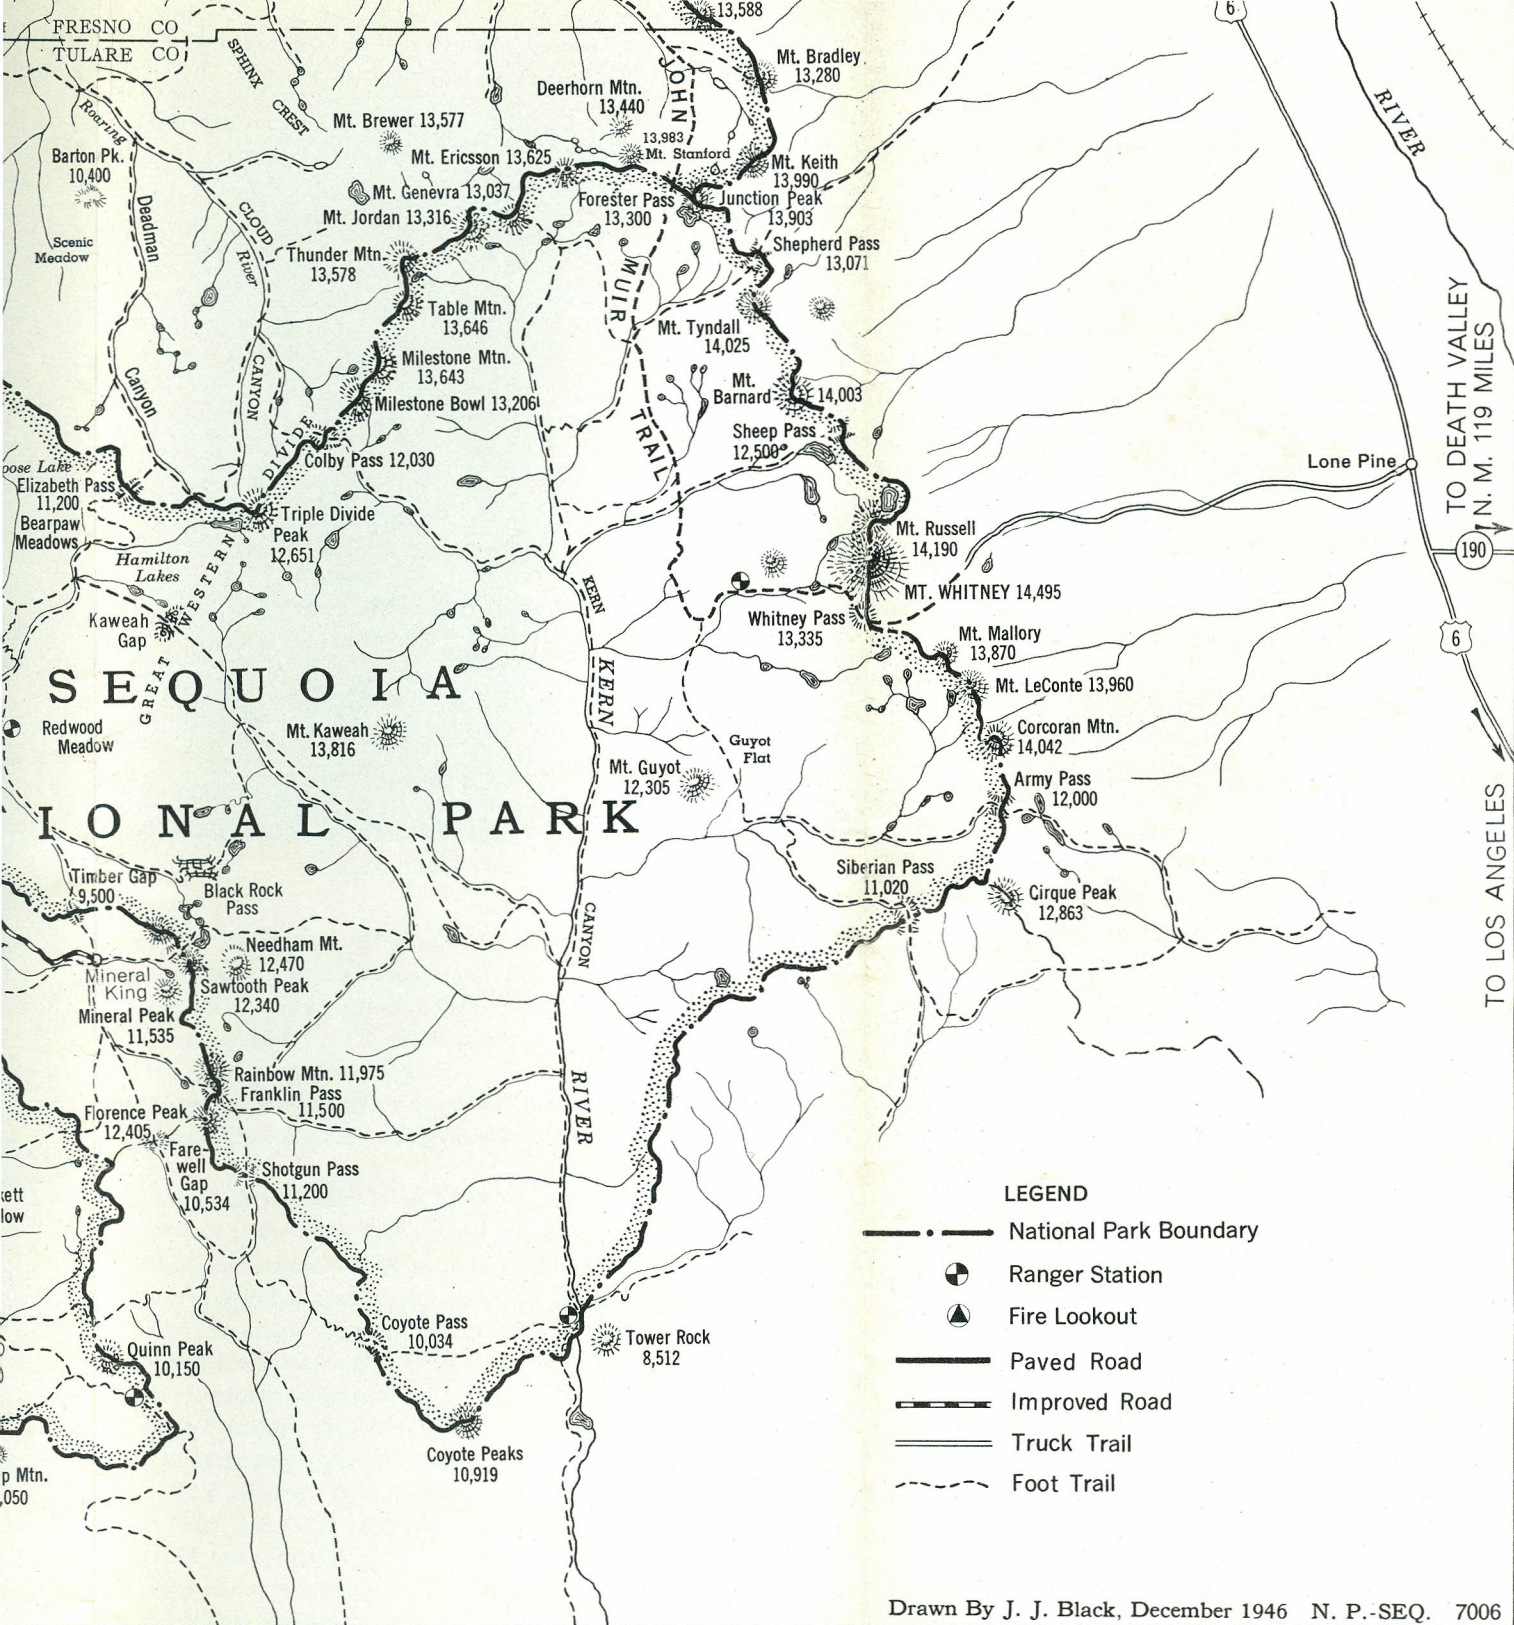 FRESNO CO
TULARE CO
SPHINX
CREST
13,588
6
Mt. Bradley
13,280
RIVER
Deerhorn Mtn.
13,440
JOHN
Mt. Brewer 13,577
Roaring
13,983
Mt. Stanford
Barton Pk.
10,400
Mt. Ericsson 13,625
Mt. Keith
13,990
Mt. Genevra 13,037
Forester Pass
13,300
Junction Peak
13,903
Mt. Jordan 13,316
Deadman
CLOUD
River
Scenic
Meadow
Thunder Mtn.
13,578
Shepherd Pass
13,071
MUIR
Table Mtn.
13,646
Mt. Tyndall
14,025
Milestone Mtn.
13,643
CANYON
Canyon
Mt.
Barnard
14,003
Milestone Bowl 13,206
TRAIL
DIVIDE
Sheep Pass
12,500
Colby Pass 12,030
Lone Pine
TO DEATH VALLEY
N. M. 119 MILES
190
pose Lake
Elizabeth Pass
11,200
Triple Divide
Peak
12,651
Bearpaw
Meadows
Mt. Russell
14,190
Hamilton
Lakes
WESTERN
GREAT
KERN
MT. WHITNEY 14,495
Kaweah
Gap
Whitney Pass
13,335
Mt. Mallory
13,870
6
SEQUOIA
KERN
Mt. LeConte 13,960
Redwood
Meadow
Mt. Kaweah
13,816
Guyot
Flat
Corcoran Mtn.
14,042
Mt. Guyot
12,305
Army Pass
12,000
IONAL PARK
TO LOS ANGELES
Timber Gap
9,500
Black Rock
Pass
Siberian Pass
11,020
Cirque Peak
12,863
CANYON
Needham Mt.
12,470
Mineral
King
Sawtooth Peak
12,340
Mineral Peak
11,535
Rainbow Mtn. 11,975
Franklin Pass
11,500
RIVER
Florence Peak
12,405
Fare-
well
Gap
10,534
Shotgun Pass
11,200
kett
low
LEGEND
National Park Boundary
Ranger Station
Fire Lookout
Paved Road
Improved Road
Truck Trail
Foot Trail
Coyote Pass
10,034
Tower Rock
8,512
Quinn Peak
10,150
Coyote Peaks
10,919
p Mtn.
,050
Drawn By J. J. Black, December 1946 N. P.-SEQ. 7006